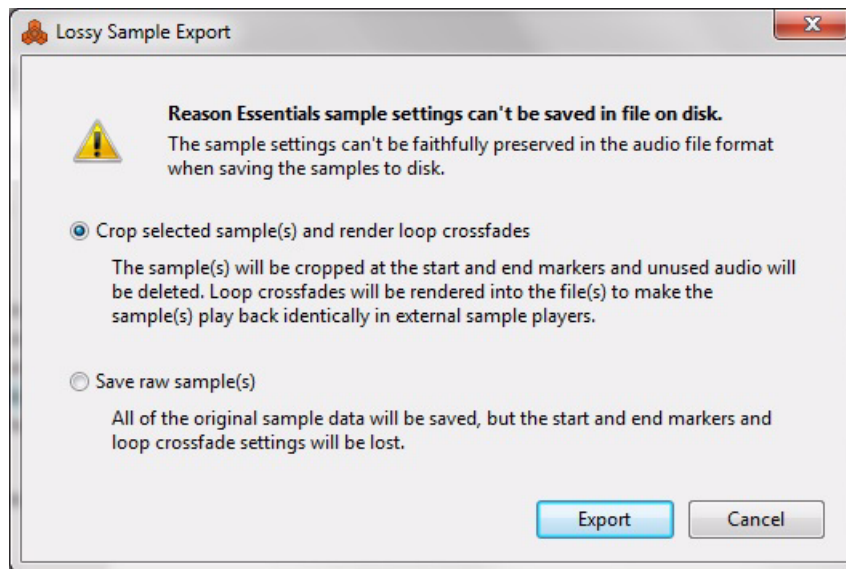 Lossy Sample Export
Reason Essentials sample settings can't be saved in file on disk.
The sample settings can't be faithfully preserved in the audio file format
when saving the samples to disk.
Crop selected sample(s) and render loop crossfades
The sample(s) will be cropped at the start and end markers and unused audio will
be deleted. Loop crossfades will be rendered into the file(s) to make the
sample(s) play back identically in external sample players.
Save raw sample(s)
All of the original sample data will be saved, but the start and end markers and
loop crossfade settings will be lost.
Export
Cancel